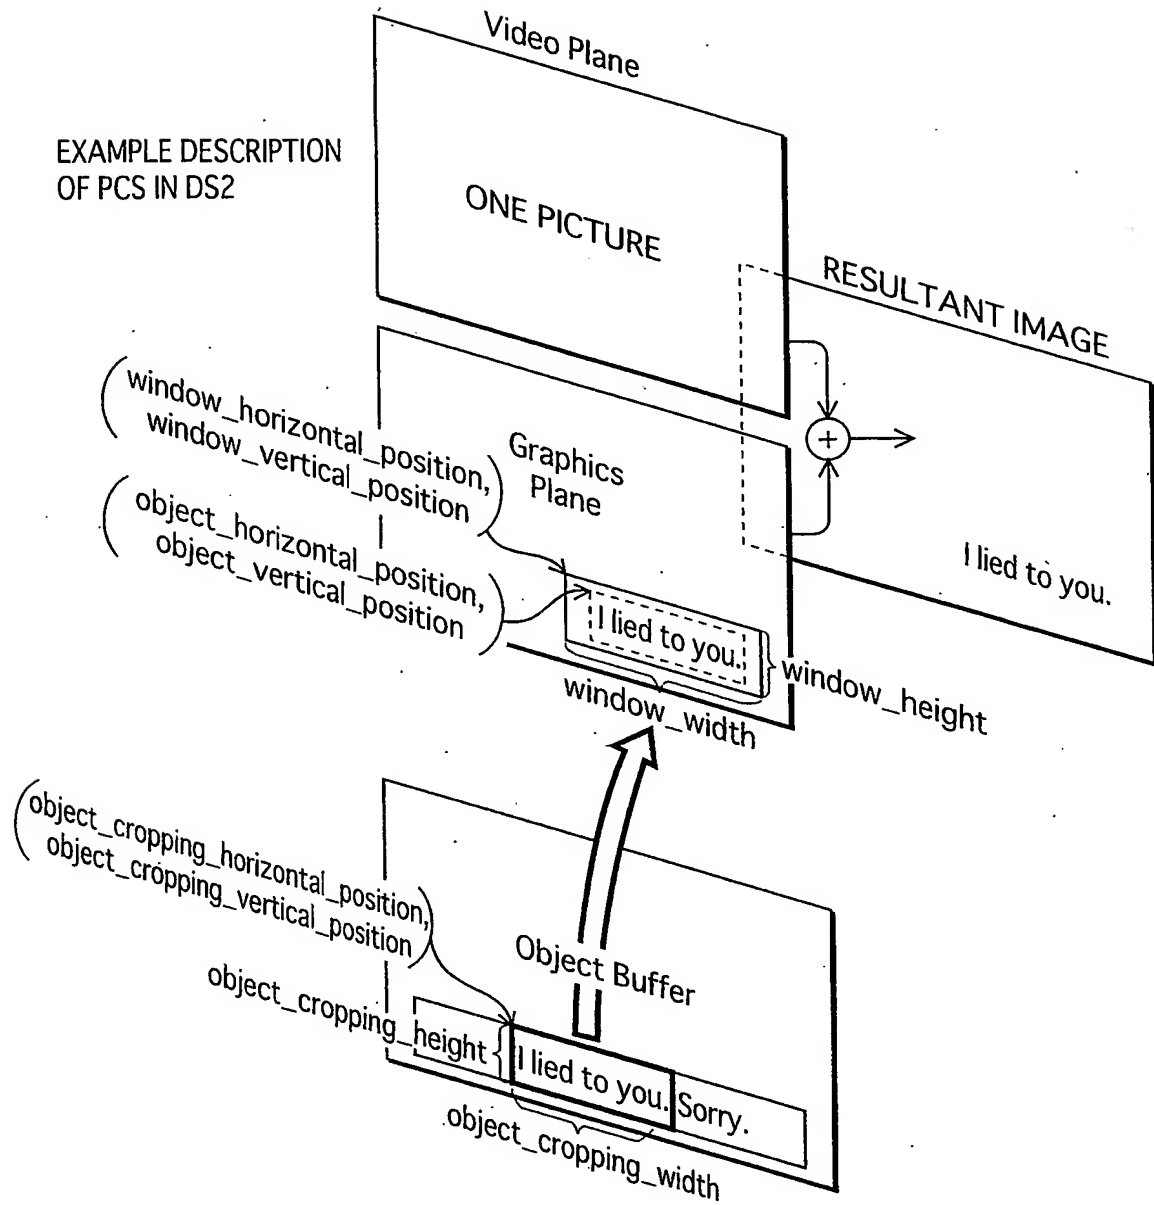 Video Plane
EXAMPLE DESCRIPTION
OF PCS IN DS2
ONE PICTURE
RESULTANT IMAGE
(window_horizontal_position,
window_vertical_position)
Graphics
Plane
+
(object_horizontal_position,
object_vertical_position)
I lied to you.
I lied to you.
window_height
window_width
(object_cropping_horizontal_position,
object_cropping_vertical_position)
Object Buffer
object_cropping_height
I lied to you. Sorry.
object_cropping_width